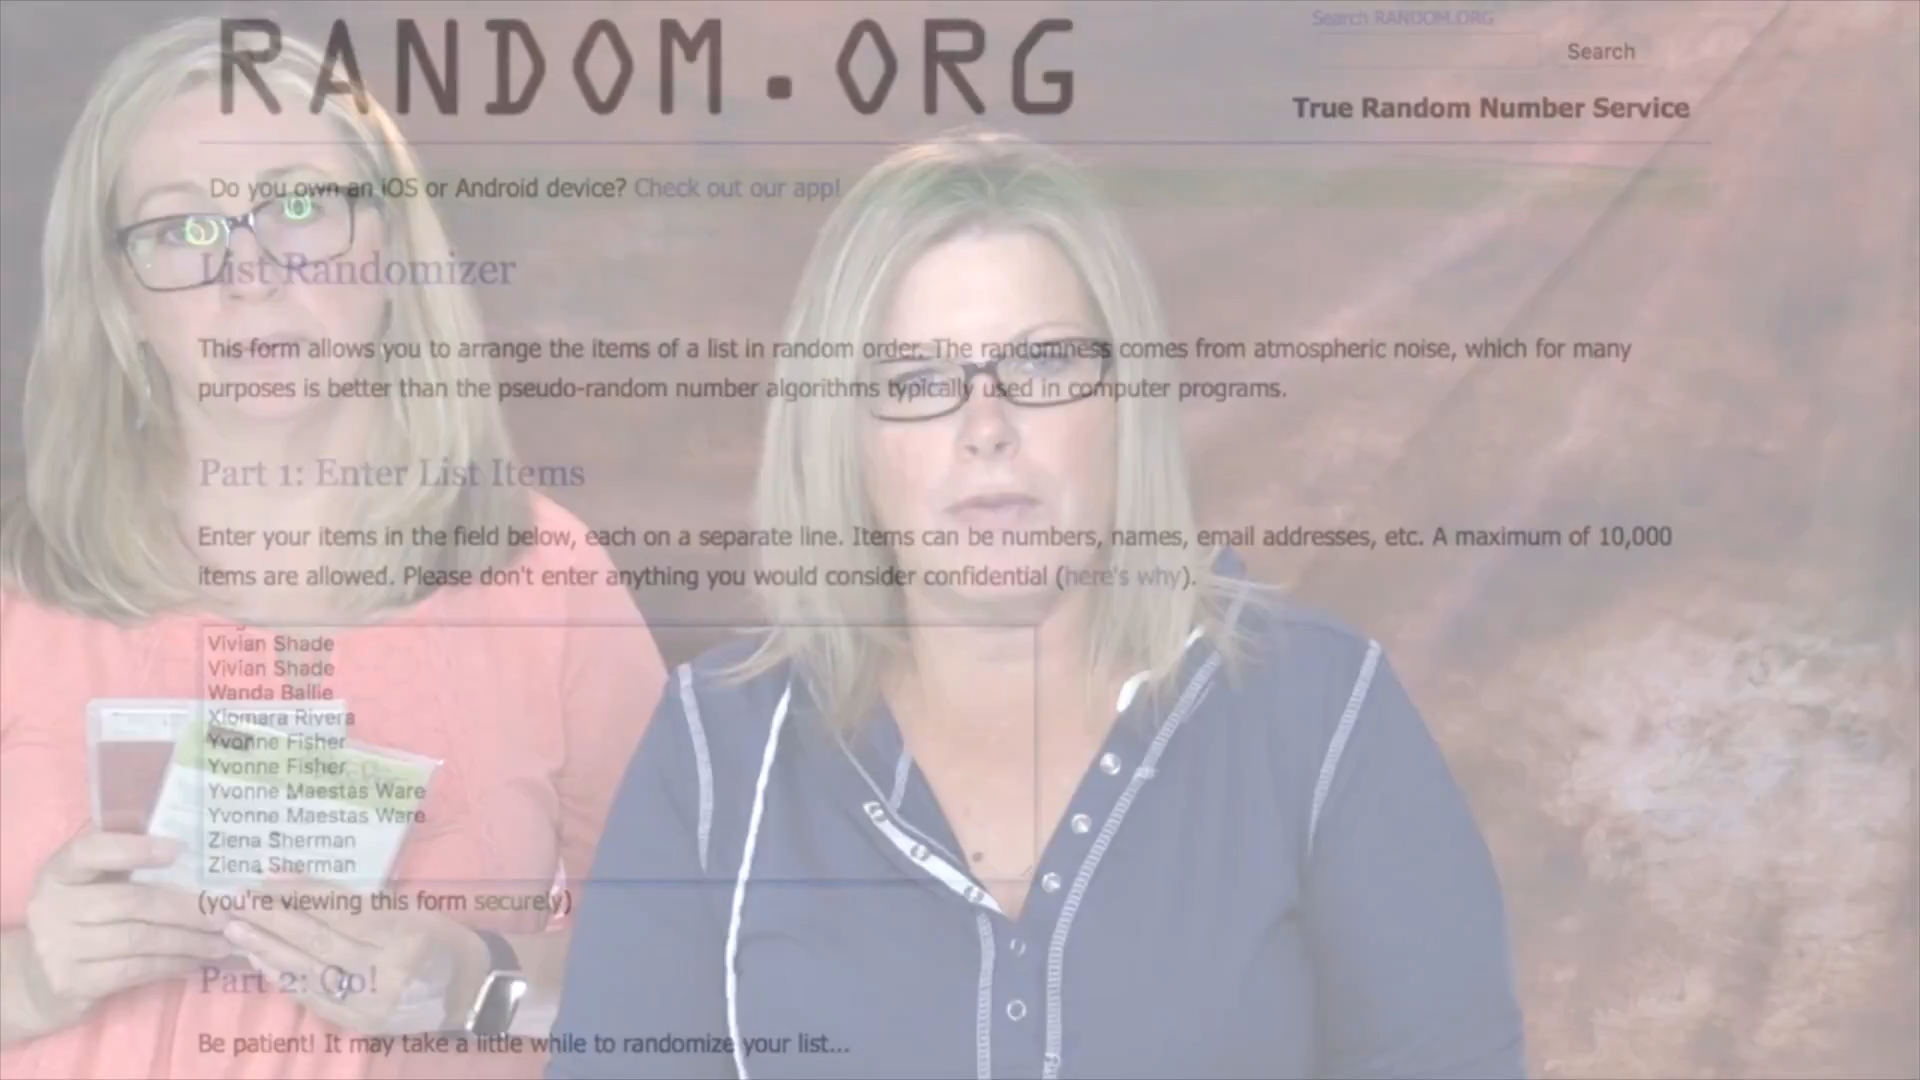 Search RANDOM.ORG
RANDOM.ORG
Search
True Random Number Service
Do you own an iOS or Android device? Check out our app!
List Randomizer
This form allows you to arrange the items of a list in random order. The randomness comes from atmospheric noise, which for many
purposes is better than the pseudo-random number algorithms typically used in computer programs.
Part 1: Enter List Items
Enter your items in the field below, each on a separate line. Items can be numbers, names, email addresses, etc. A maximum of 10,000
items are allowed. Please don't enter anything you would consider confidential (here's why).
Vivian Shade
Vivian Shade
Wanda Bailie
Xiomara Rivera
Yvonne Fisher
Yvonne Fisher
Yvonne Maestas Ware
Yvonne Maestas Ware
Ziena Sherman
Ziena Sherman
(you're viewing this form securely)
Part 2: Go!
Be patient! It may take a little while to randomize your list...